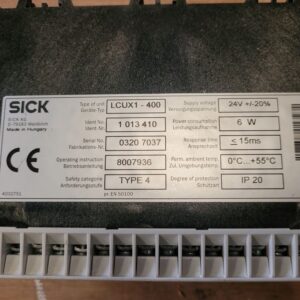 SICK
SICK AG
D-79183 Waldkirch
Made in Hungary
CE
Type of unit
Geräte-Typ
LCUX1 - 400
Supply voltage
Versorgungsspannung
24V +/-20%
Ident No
Ident Nr
1 013 410
Power consumption
Leistungsaufnahme
6 W
Serial No
Fabrikations-Nr.
0320 7037
Response time
Ansprechzeit
≤ 15ms
Operating instruction
Betriebsanleitung
8007936
Perm. ambient temp.
Zul. Umgebungstemp.
0°C...+55°C
Safety category
Anforderungsstufe
TYPE 4
Degree of protection
Schutzart
IP 20
pr EN 50100